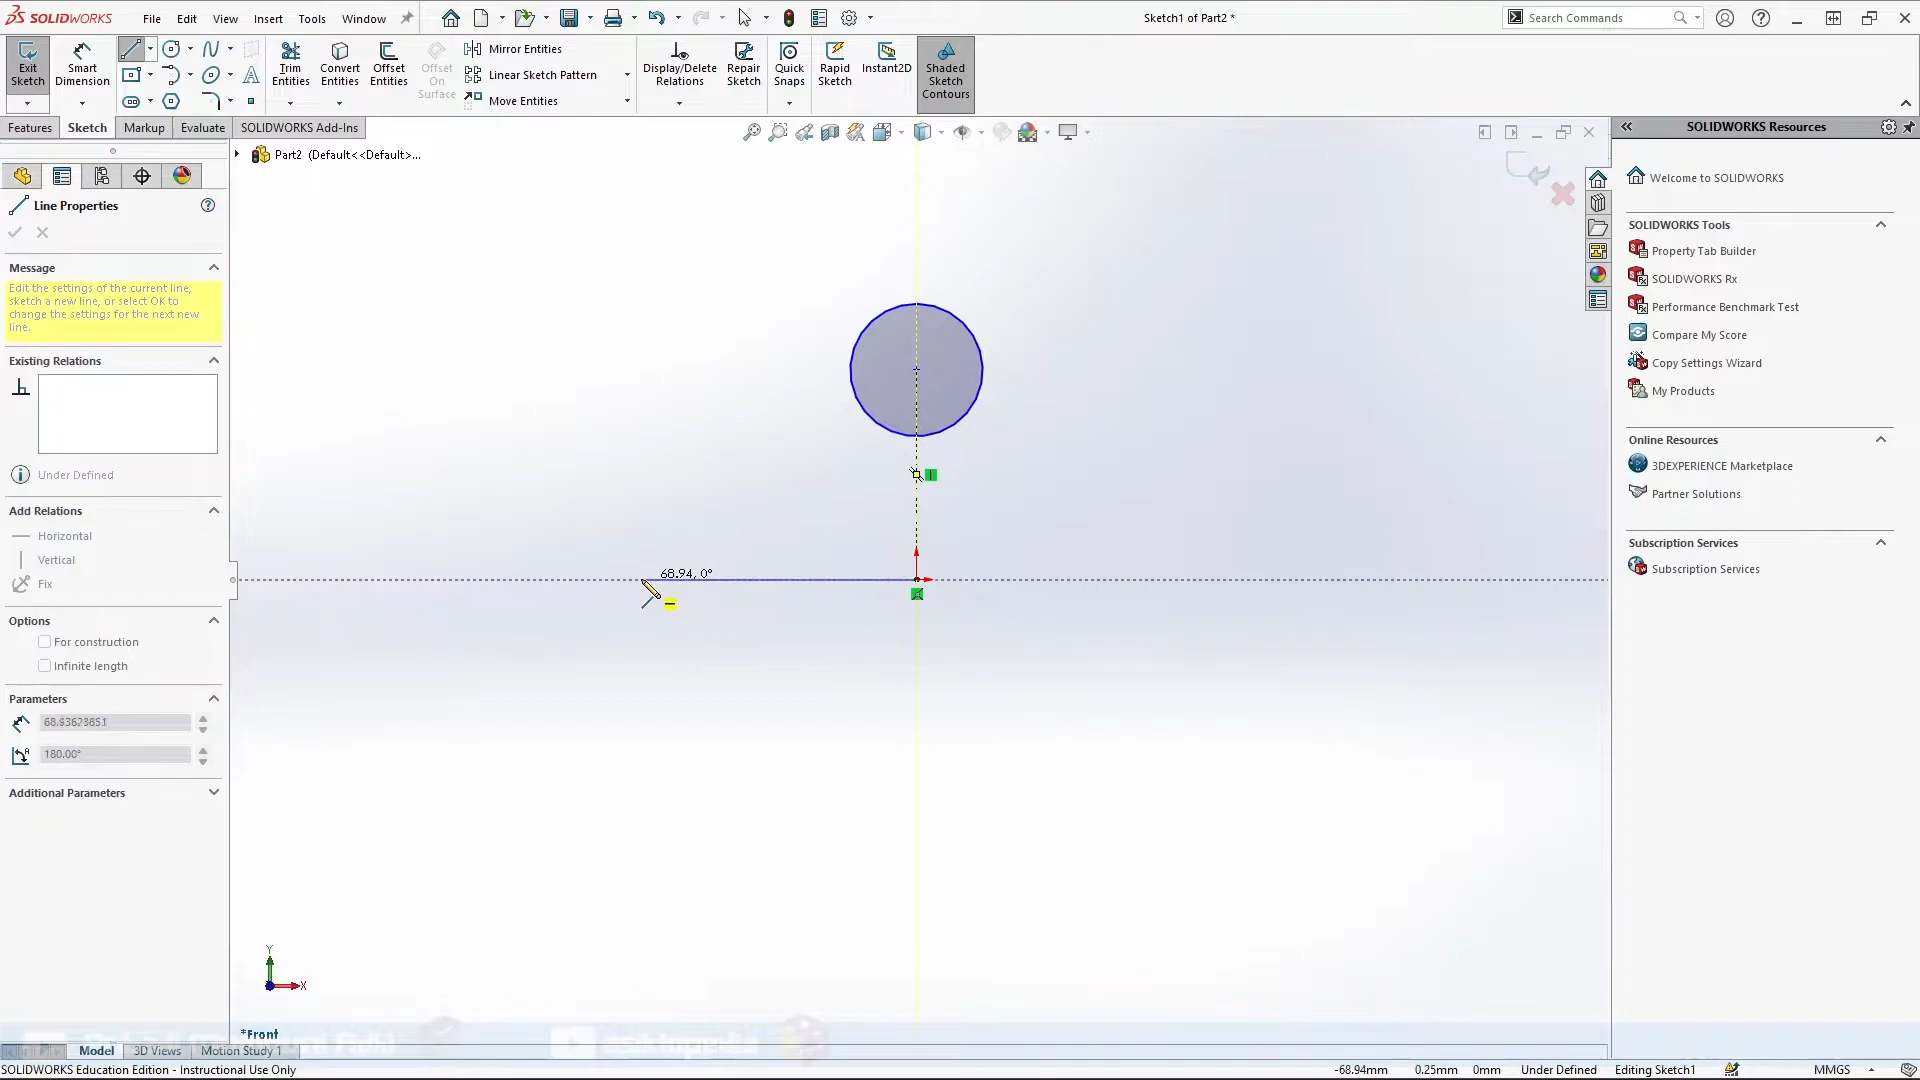 SOLIDWORKS
File
Edit
View
Insert
Tools
Window
Sketch1 of Part2 *
Search Commands
Exit Sketch
Smart Dimension
Trim Entities
Convert Entities
Offset Entities
Offset On Surface
Mirror Entities
Linear Sketch Pattern
Move Entities
Display/Delete Relations
Repair Sketch
Quick Snaps
Rapid Sketch
Instant2D
Shaded Sketch Contours
Features
Sketch
Markup
Evaluate
SOLIDWORKS Add-Ins
Part2 (Default<<Default>...
Line Properties
Message
Edit the settings of the current line,
sketch a new line, or select OK to
change the settings for the next new
line.
Existing Relations
Under Defined
Add Relations
Horizontal
Vertical
Fix
Options
For construction
Infinite length
Parameters
180.00°
Additional Parameters
68.94, 0°
Y
X
*Front
SOLIDWORKS Resources
Welcome to SOLIDWORKS
SOLIDWORKS Tools
Property Tab Builder
SOLIDWORKS Rx
Performance Benchmark Test
Compare My Score
Copy Settings Wizard
My Products
Online Resources
3DEXPERIENCE Marketplace
Partner Solutions
Subscription Services
Subscription Services
Model
3D Views
Motion Study 1
SOLIDWORKS Education Edition - Instructional Use Only
-68.94mm
0.25mm
0mm
Under Defined
Editing Sketch1
MMGS